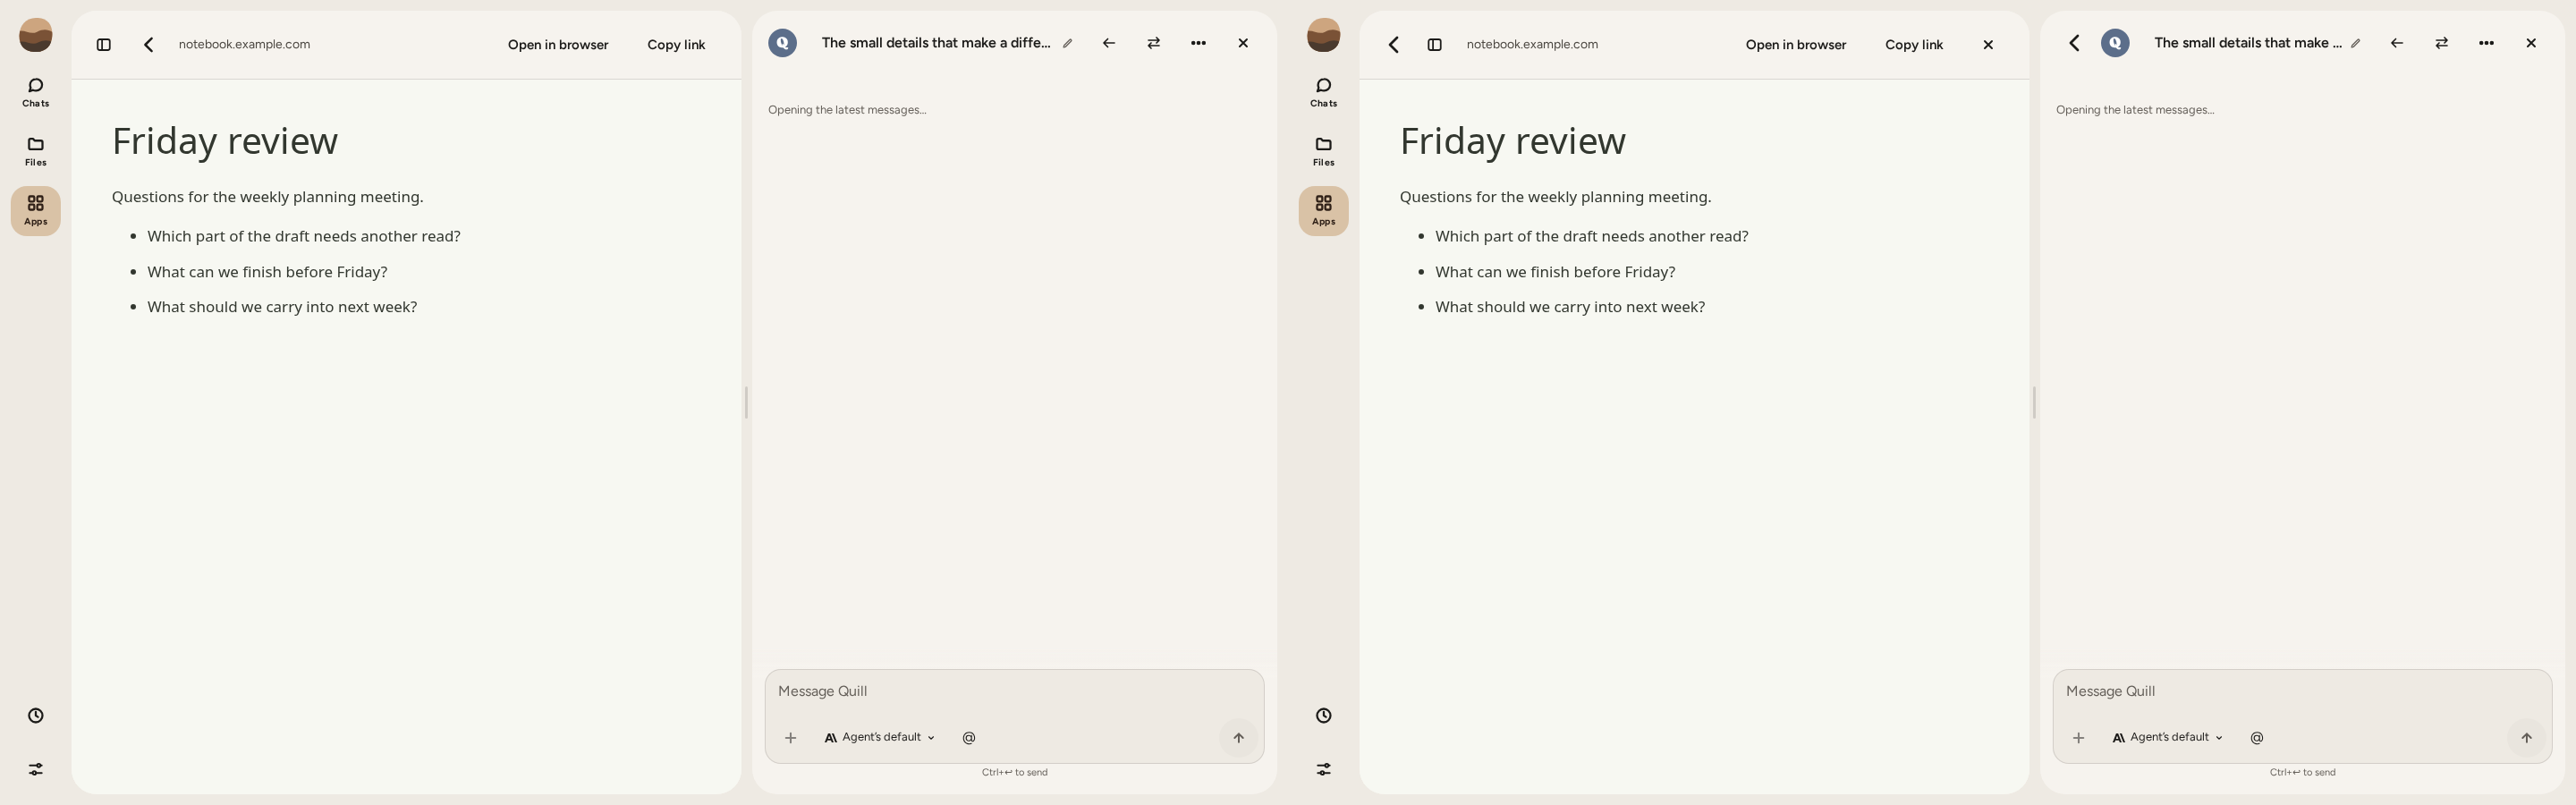 Chats
Files
Apps
notebook.example.com
Open in browser
Copy link
Friday review
Questions for the weekly planning meeting.
• Which part of the draft needs another read?
• What can we finish before Friday?
• What should we carry into next week?
Q
The small details that make a diffe...
Opening the latest messages...
Message Quill
Agent's default
@
Ctrl+↩ to send
Chats
Files
Apps
notebook.example.com
Open in browser
Copy link
Friday review
Questions for the weekly planning meeting.
• Which part of the draft needs another read?
• What can we finish before Friday?
• What should we carry into next week?
Q
The small details that make ...
Opening the latest messages...
Message Quill
Agent's default
@
Ctrl+↩ to send